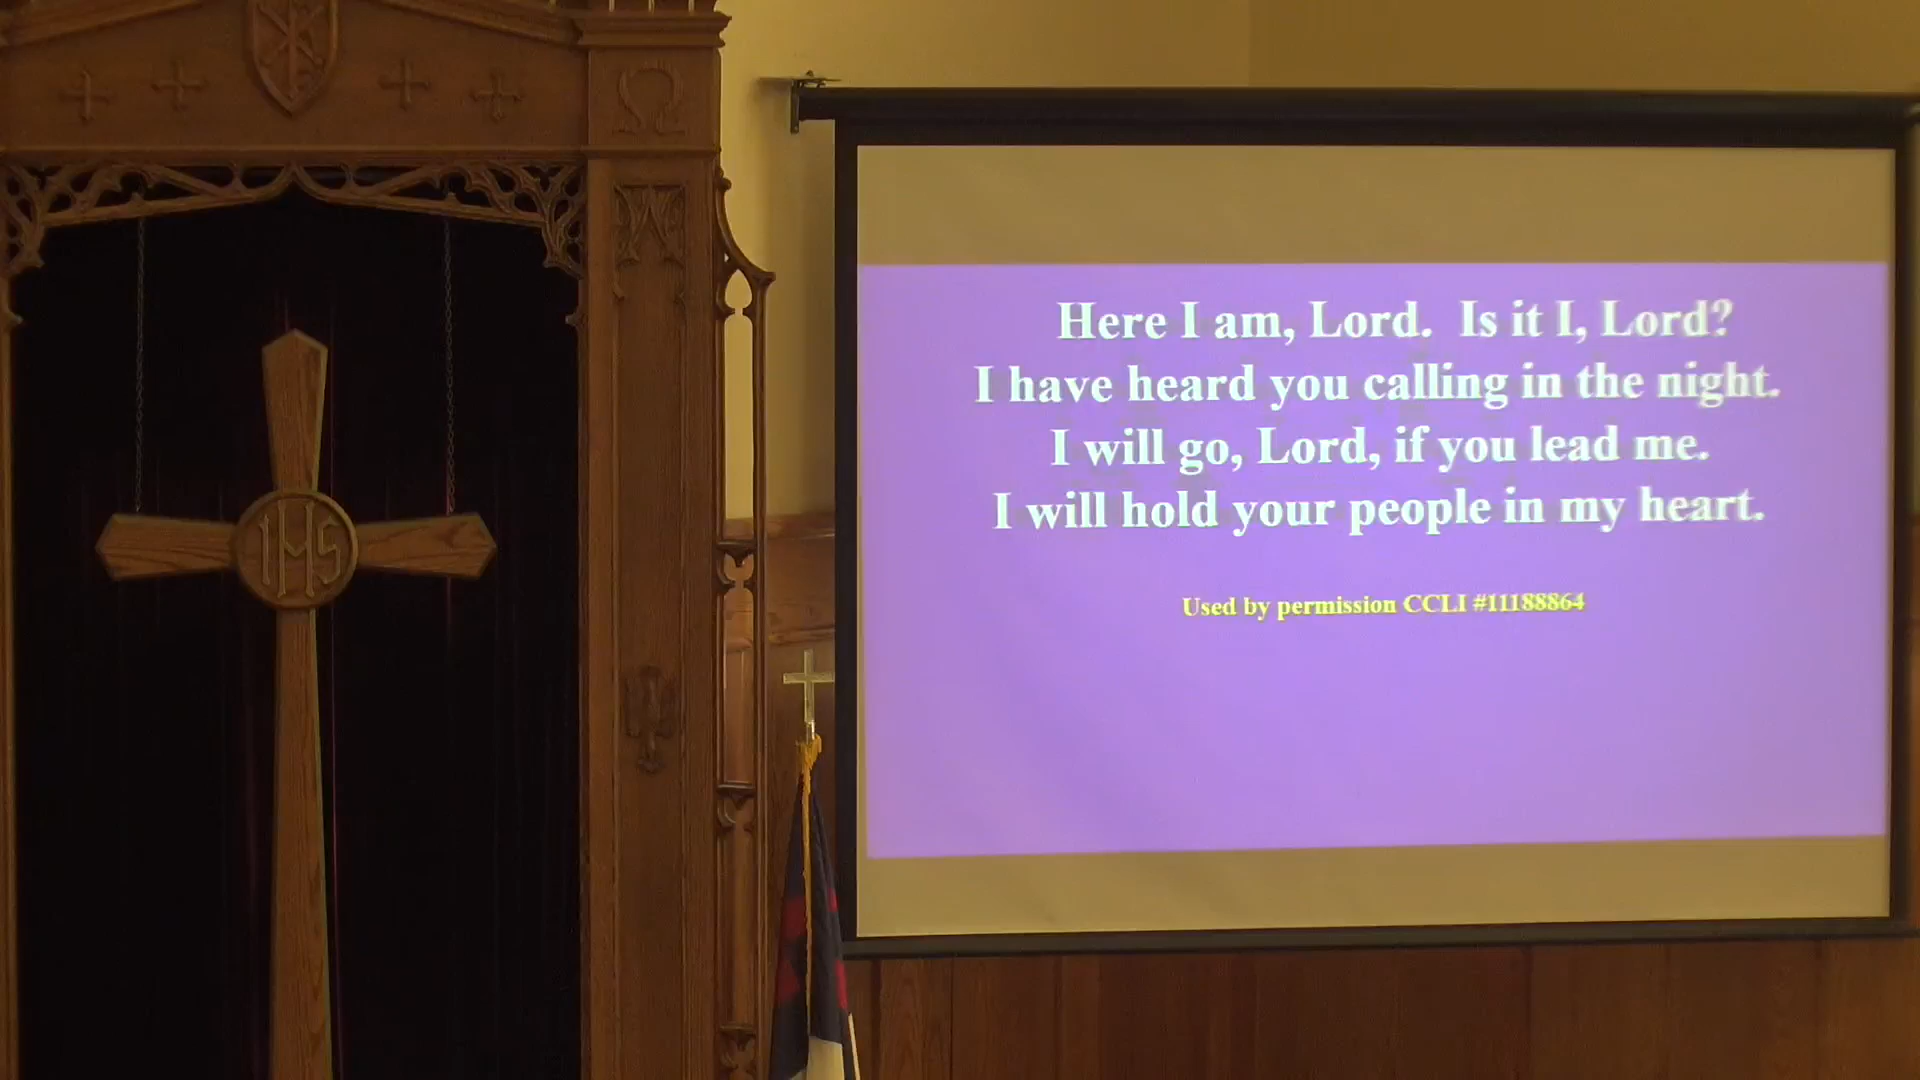 Ω
IHS
Here I am, Lord. Is it I, Lord?
I have heard you calling in the night.
I will go, Lord, if you lead me.
I will hold your people in my heart.
Used by permission CCLI #11188864